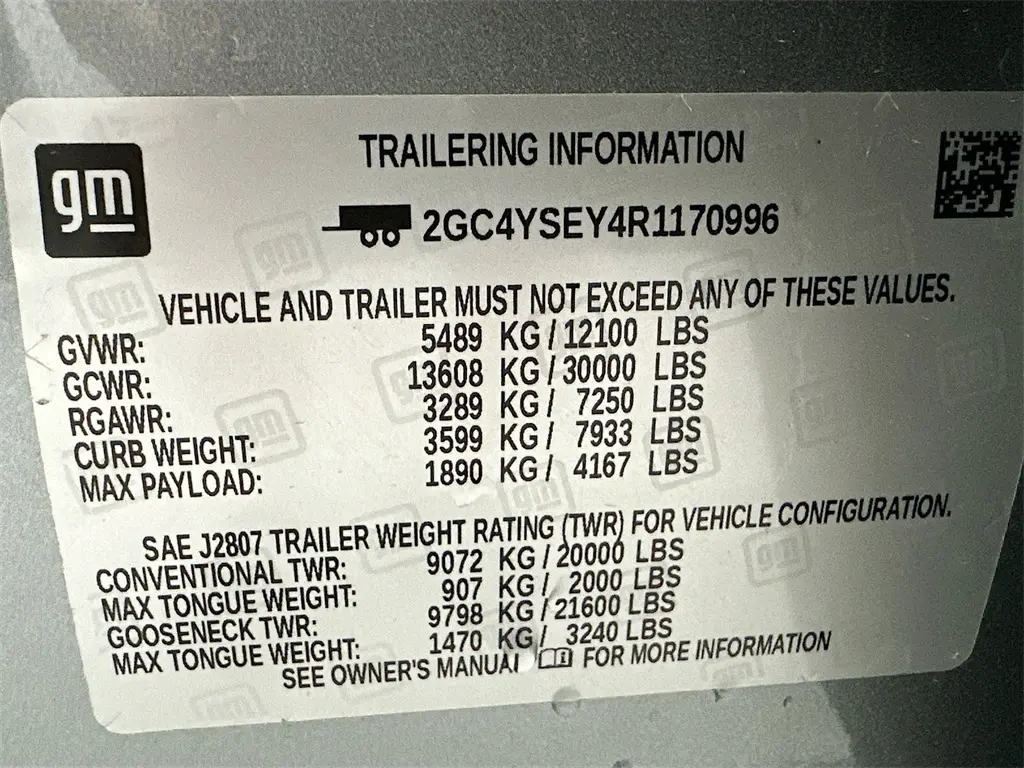 gm
TRAILERING INFORMATION
2GC4YSEY4R1170996
VEHICLE AND TRAILER MUST NOT EXCEED ANY OF THESE VALUES.
GVWR: 5489 KG / 12100 LBS
GCWR: 13608 KG / 30000 LBS
RGAWR: 3289 KG / 7250 LBS
CURB WEIGHT: 3599 KG / 7933 LBS
MAX PAYLOAD: 1890 KG / 4167 LBS
SAE J2807 TRAILER WEIGHT RATING (TWR) FOR VEHICLE CONFIGURATION.
CONVENTIONAL TWR: 9072 KG / 20000 LBS
MAX TONGUE WEIGHT: 907 KG / 2000 LBS
GOOSENECK TWR: 9798 KG / 21600 LBS
MAX TONGUE WEIGHT: 1470 KG / 3240 LBS
SEE OWNER'S MANUAL FOR MORE INFORMATION